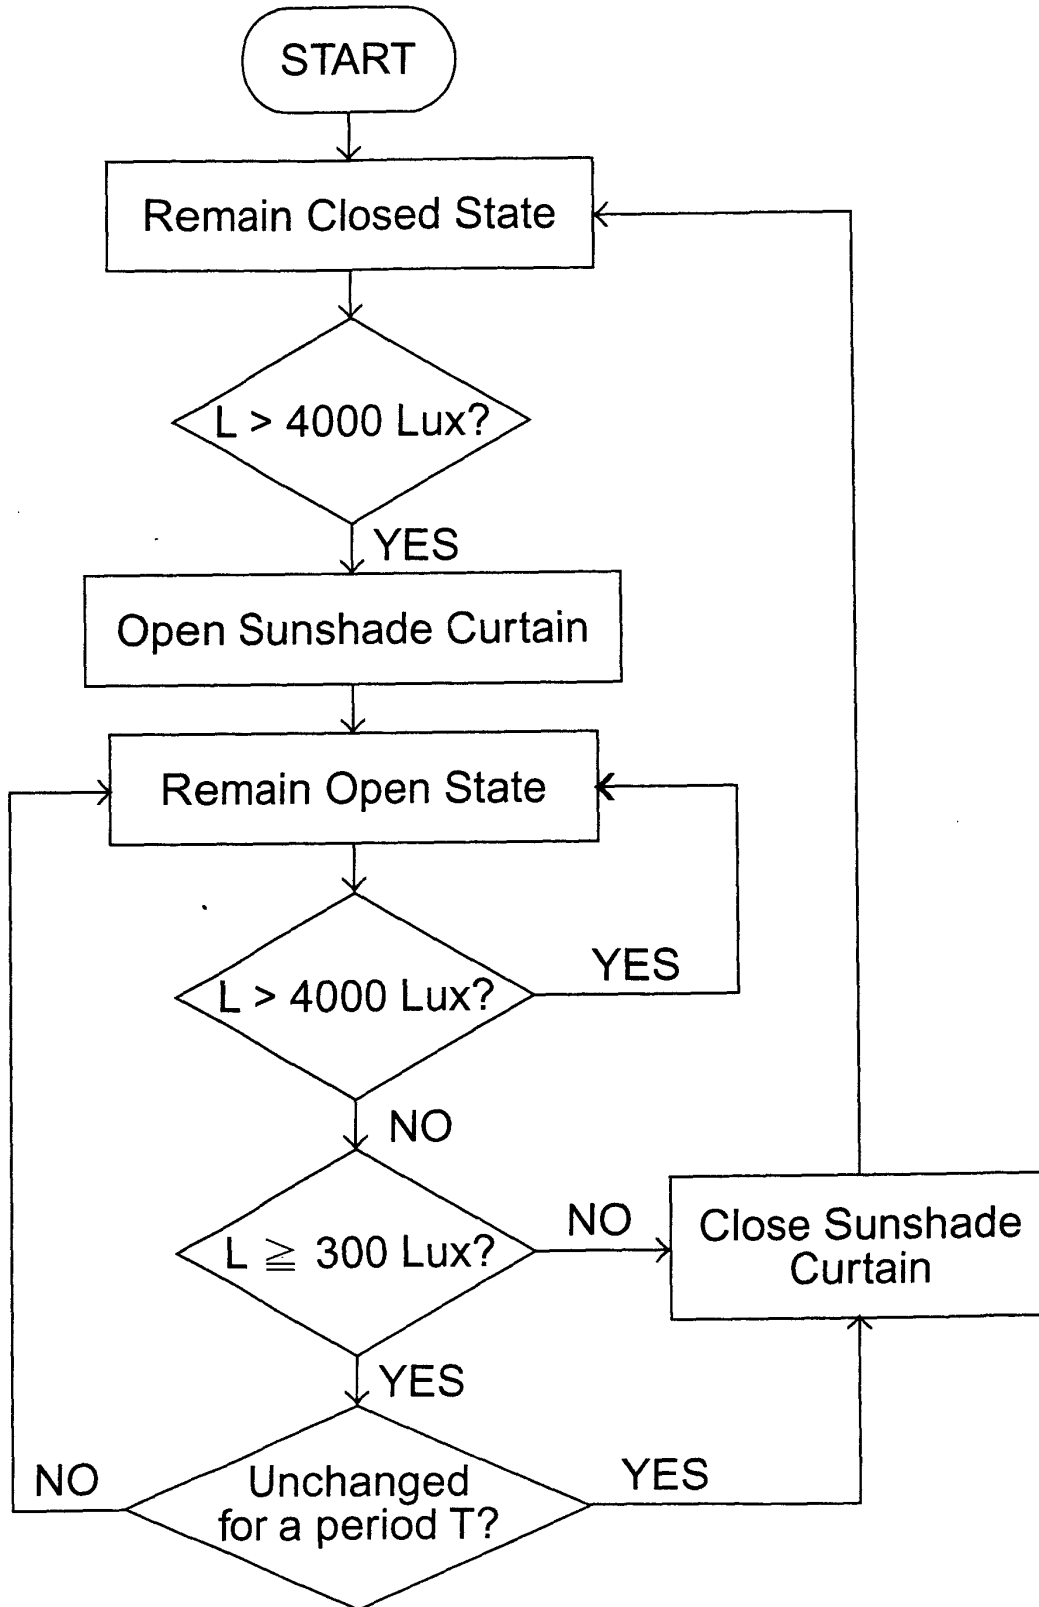 START
Remain Closed State
L > 4000 Lux?
YES
Open Sunshade Curtain
Remain Open State
L > 4000 Lux?
YES
NO
L ≧ 300 Lux?
NO
Close Sunshade
Curtain
YES
Unchanged
for a period T?
NO
YES